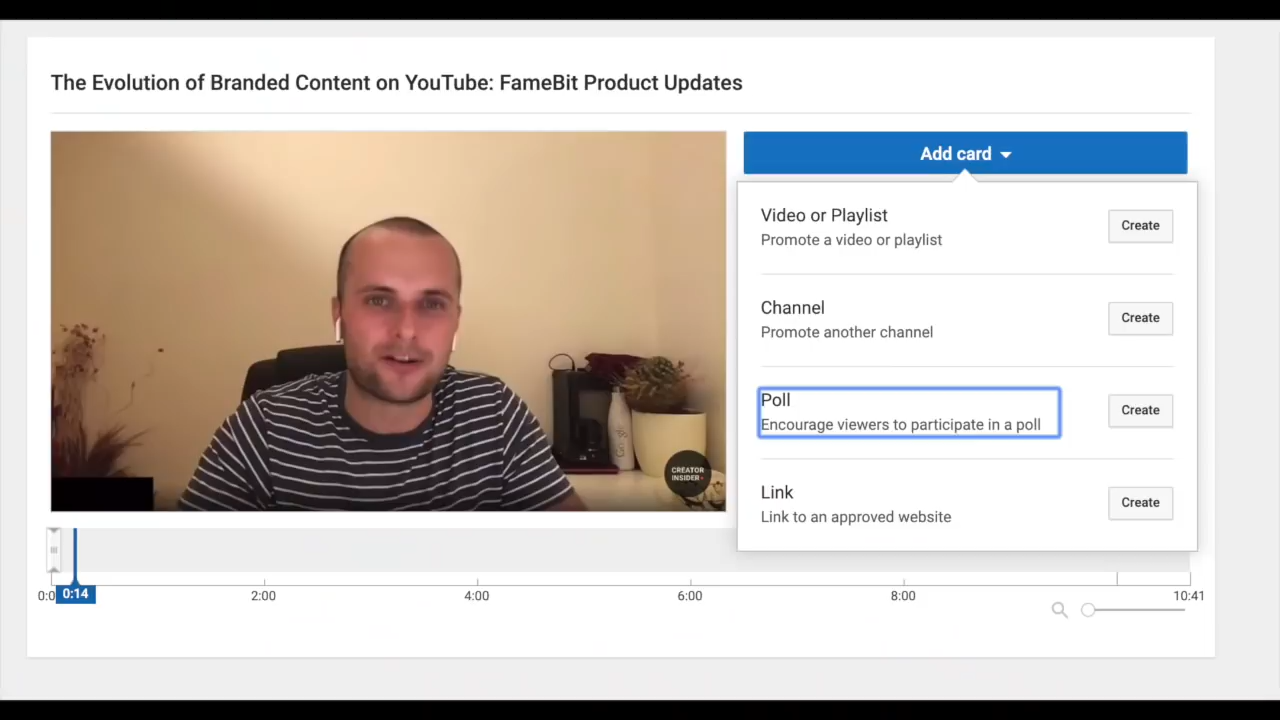 The Evolution of Branded Content on YouTube: FameBit Product Updates
Add card
Video or Playlist
Promote a video or playlist
Create
Channel
Promote another channel
Create
Poll
Encourage viewers to participate in a poll
Create
Link
Link to an approved website
Create
CREATOR
INSIDER
0:0
0:14
2:00
4:00
6:00
8:00
10:41